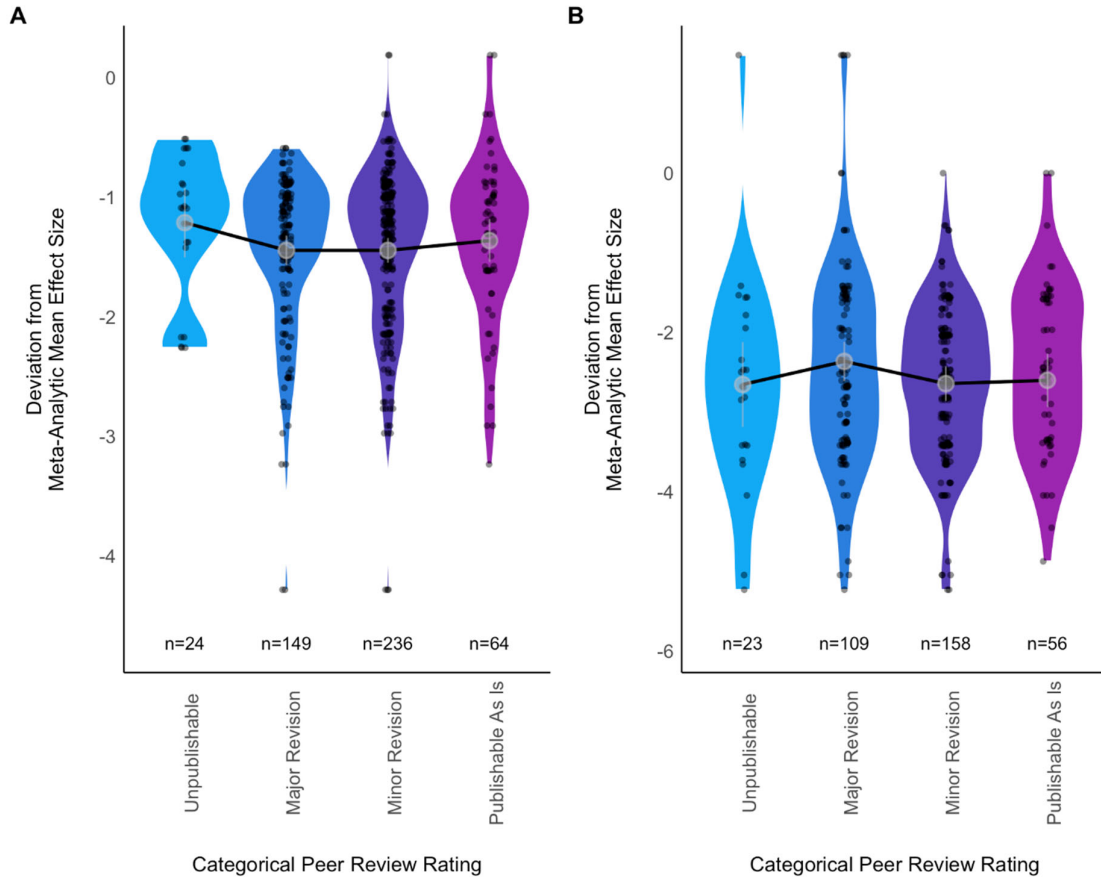 A
Deviation from
Meta-Analytic Mean Effect Size
0
-1
-2
-3
-4
n=24 n=149 n=236 n=64
Unpublishable
Major Revision
Minor Revision
Publishable As Is
Categorical Peer Review Rating
B
Deviation from
Meta-Analytic Mean Effect Size
0
-2
-4
-6
n=23 n=109 n=158 n=56
Unpublishable
Major Revision
Minor Revision
Publishable As Is
Categorical Peer Review Rating